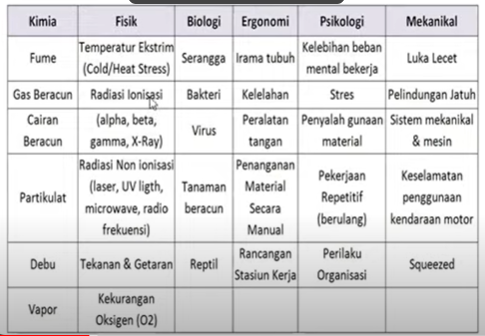 Kimia Fisik Biologi Ergonomi Psikologi Mekanikal
Fume Temperatur Ekstrim (Cold/Heat Stress) Serangga Irama tubuh Kelebihan beban mental bekerja Luka Lecet
Gas Beracun Radiasi Ionisasi Bakteri Kelelahan Stres Pelindungan Jatuh
Cairan Beracun (alpha, beta, gamma, X-Ray) Virus Peralatan tangan Penyalah gunaan material Sistem mekanikal & mesin
Partikulat Radiasi Non ionisasi (laser, UV ligth, microwave, radio frekuensi) Tanaman beracun Penanganan Material Secara Manual Pekerjaan Repetitif (berulang) Keselamatan penggunaan kendaraan motor
Debu Tekanan & Getaran Reptil Rancangan Stasiun Kerja Perilaku Organisasi Squeezed
Vapor Kekurangan Oksigen (O2)